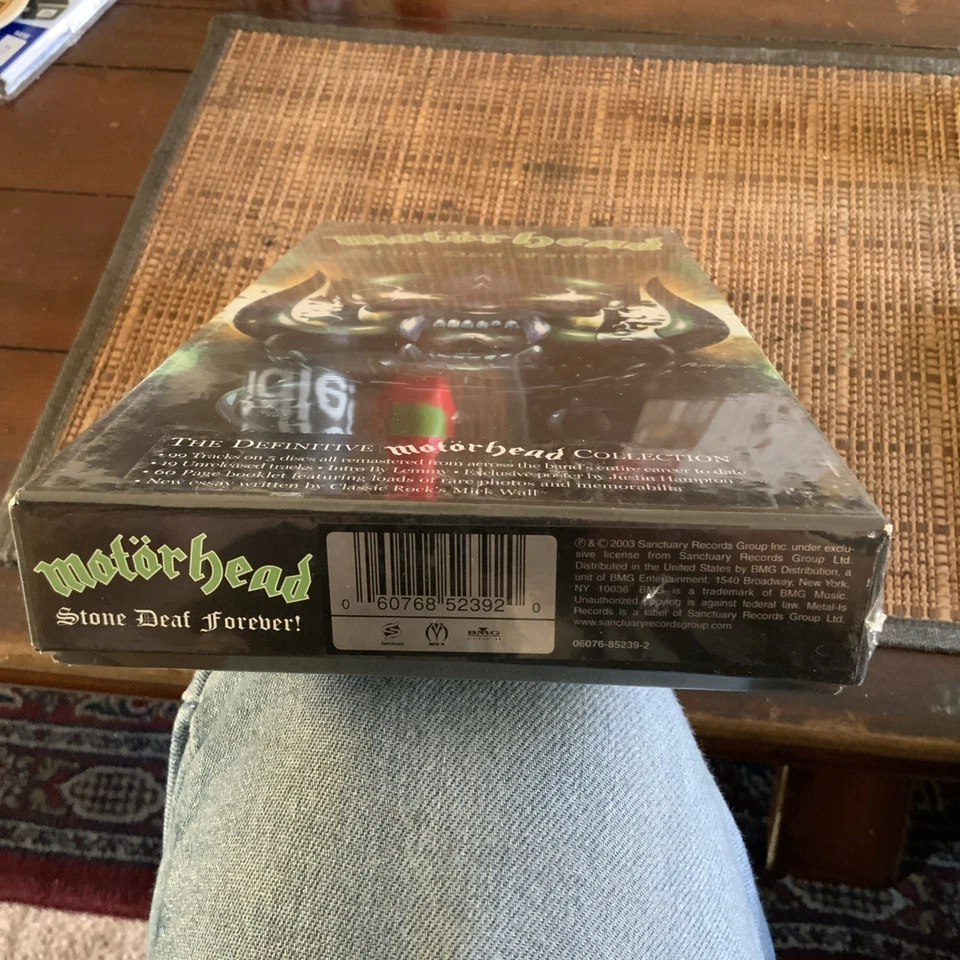 motörhead
THE DEFINITIVE motörhead COLLECTION
• 99 Tracks on 5 discs all remastered from across the band's entire career to date
• 19 Unreleased tracks • Intro by Lemmy • Exclusive poster by Justin Hampton
• 60 Page booklet featuring loads of rare photos and memorabilia
• New essay written by Classic Rock's Mick Wall
motörhead
Stone Deaf Forever!
0 60768 52392 0
BMG
℗ & © 2003 Sanctuary Records Group Inc. under exclu-
sive license from Sanctuary Records Group Ltd.
Distributed in the United States by BMG Distribution, a
unit of BMG Entertainment, 1540 Broadway, New York,
NY 10036 BMG is a trademark of BMG Music.
Unauthorized copying is against federal law. Metal-Is
Records is a label of Sanctuary Records Group Ltd.
www.sanctuaryrecordsgroup.com
06076-85239-2